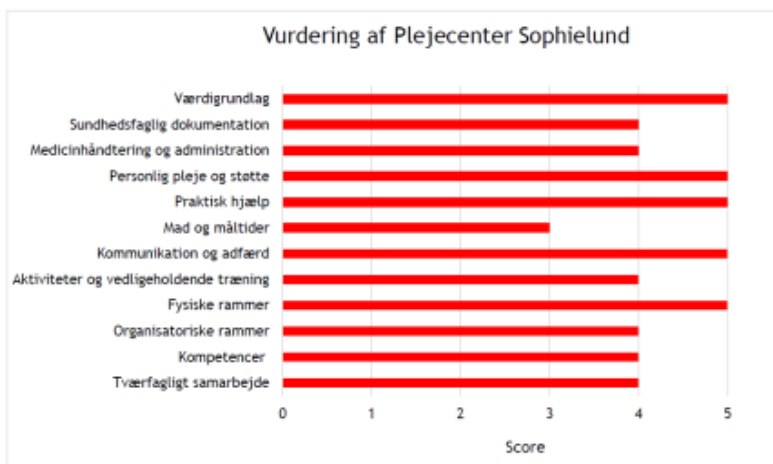 Vurdering af Plejecenter Sophielund
Værdigrundlag
Sundhedsfaglig dokumentation
Medicinhåndtering og administration
Personlig pleje og støtte
Praktisk hjælp
Mad og måltider
Kommunikation og adfærd
Aktiviteter og vedligeholdende træning
Fysiske rammer
Organisatoriske rammer
Kompetencer
Tværfagligt samarbejde
0 1 2 3 4 5
Score